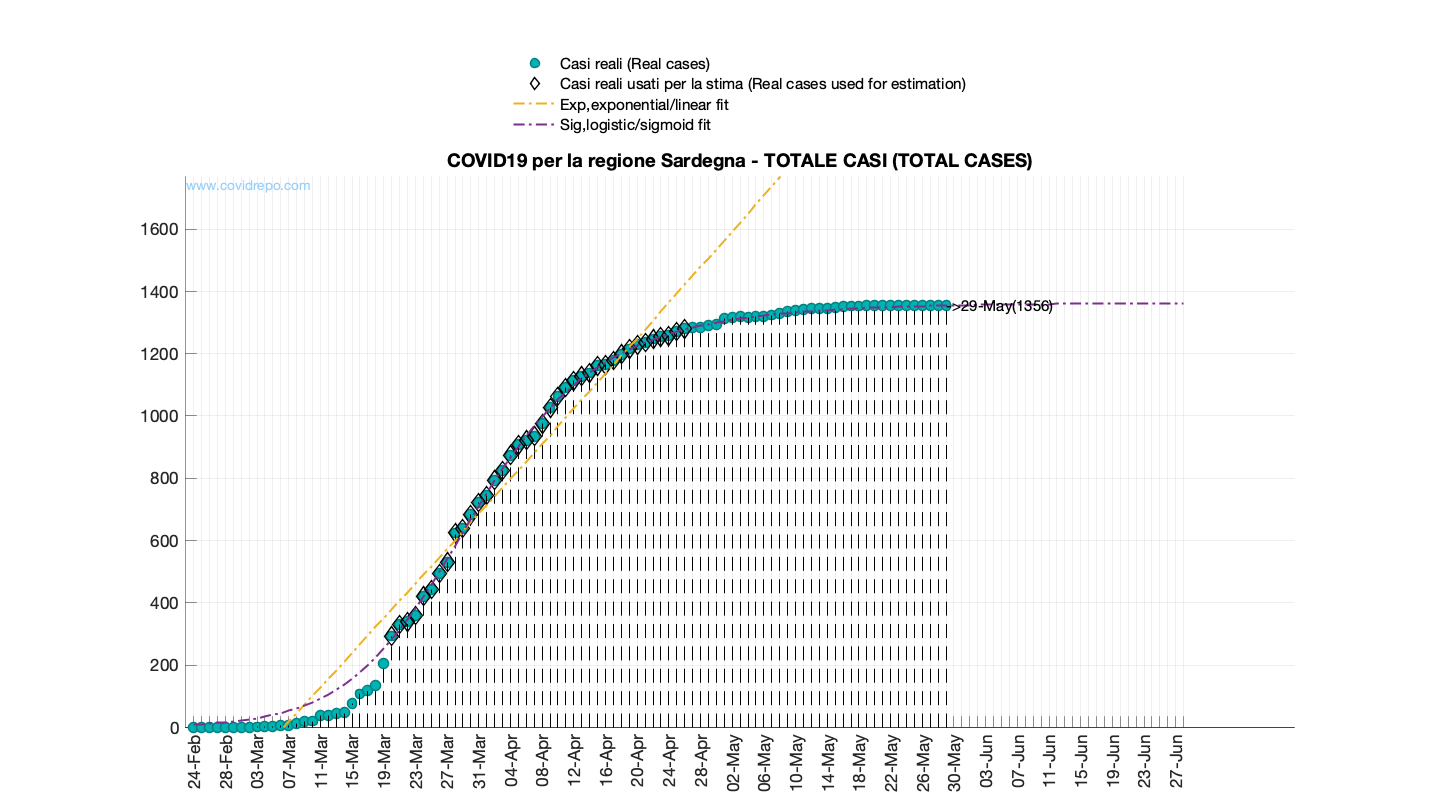 Casi reali (Real cases)
Casi reali usati per la stima (Real cases used for estimation)
Exp,exponential/linear fit
Sig,logistic/sigmoid fit
COVID19 per la regione Sardegna - TOTALE CASI (TOTAL CASES)
www.covidrepo.com
1600
1400
->29-May(1356)
1200
1000
800
600
400
200
0
24-Feb
28-Feb
03-Mar
07-Mar
11-Mar
15-Mar
19-Mar
23-Mar
27-Mar
31-Mar
04-Apr
08-Apr
12-Apr
16-Apr
20-Apr
24-Apr
28-Apr
02-May
06-May
10-May
14-May
18-May
22-May
26-May
30-May
03-Jun
07-Jun
11-Jun
15-Jun
19-Jun
23-Jun
27-Jun